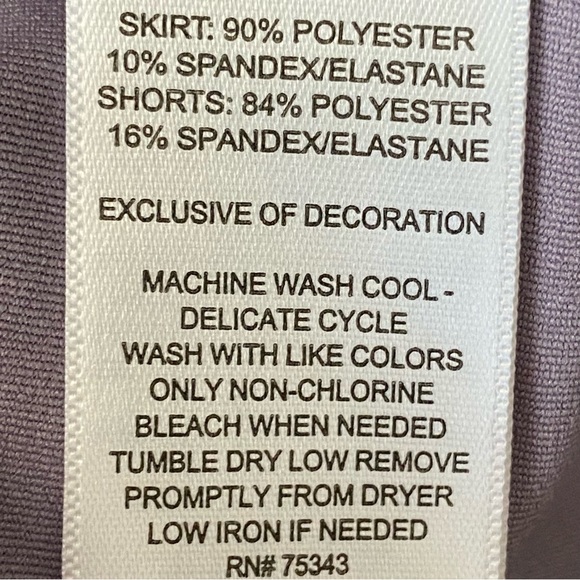 SKIRT: 90% POLYESTER
10% SPANDEX/ELASTANE
SHORTS: 84% POLYESTER
16% SPANDEX/ELASTANE
EXCLUSIVE OF DECORATION
MACHINE WASH COOL -
DELICATE CYCLE
WASH WITH LIKE COLORS
ONLY NON-CHLORINE
BLEACH WHEN NEEDED
TUMBLE DRY LOW REMOVE
PROMPTLY FROM DRYER
LOW IRON IF NEEDED
RN# 75343